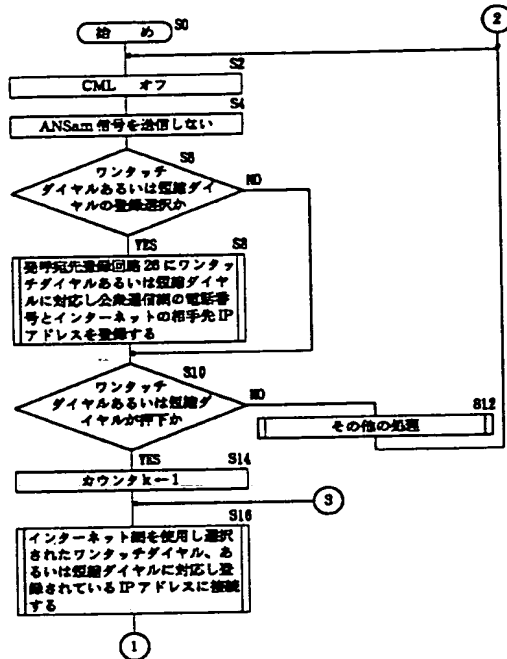 2
S0
始 め
S2
CML オフ
S4
ANSam 信号を送信しない
S6
ワンタッチ
ダイヤルあるいは短縮ダイ
ヤルの登録選択か
NO
YES
S8
発呼宛先登録回路 26 にワンタッ
チダイヤルあるいは短縮ダイヤ
ルに対応し公衆通信網の電話番
号とインターネットの相手先 IP
アドレスを登録する
S10
ワンタッチ
ダイヤルあるいは短縮ダ
イヤルが押下か
NO
S12
その他の処理
YES
S14
カウンタ k←1
3
S16
インターネット網を使用し選択
されたワンタッチダイヤル、あ
るいは短縮ダイヤルに対応し登
録されている IP アドレスに接続
する
1